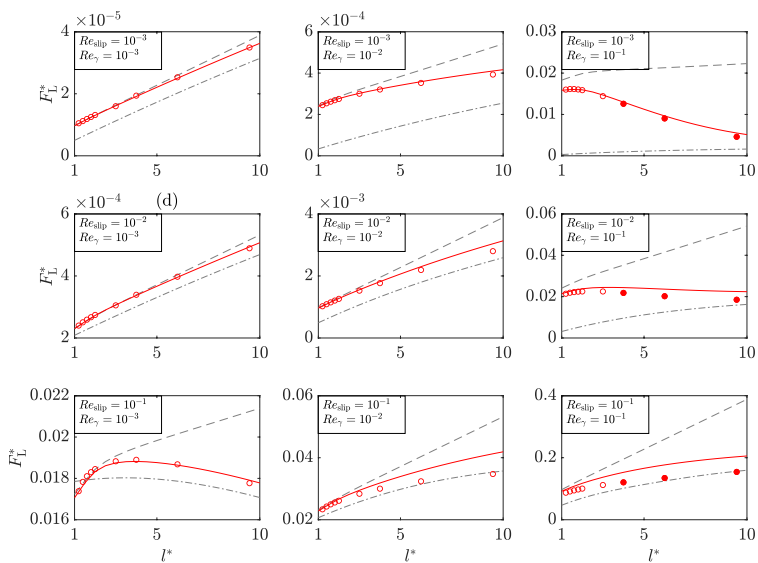 ×10⁻⁵
4
2
0
F*L
Re_slip = 10⁻³
Re_γ = 10⁻³
1 5 10
×10⁻⁴
6
4
2
0
Re_slip = 10⁻³
Re_γ = 10⁻²
1 5 10
0.03
0.02
0.01
0
Re_slip = 10⁻³
Re_γ = 10⁻¹
1 5 10
×10⁻⁴
(d)
6
4
2
F*L
Re_slip = 10⁻²
Re_γ = 10⁻³
1 5 10
×10⁻³
4
2
0
Re_slip = 10⁻²
Re_γ = 10⁻²
1 5 10
0.06
0.04
0.02
0
Re_slip = 10⁻²
Re_γ = 10⁻¹
1 5 10
0.022
0.02
0.018
0.016
F*L
Re_slip = 10⁻¹
Re_γ = 10⁻³
1 5 10
l*
0.06
0.04
0.02
Re_slip = 10⁻¹
Re_γ = 10⁻²
1 5 10
l*
0.4
0.2
0
Re_slip = 10⁻¹
Re_γ = 10⁻¹
1 5 10
l*